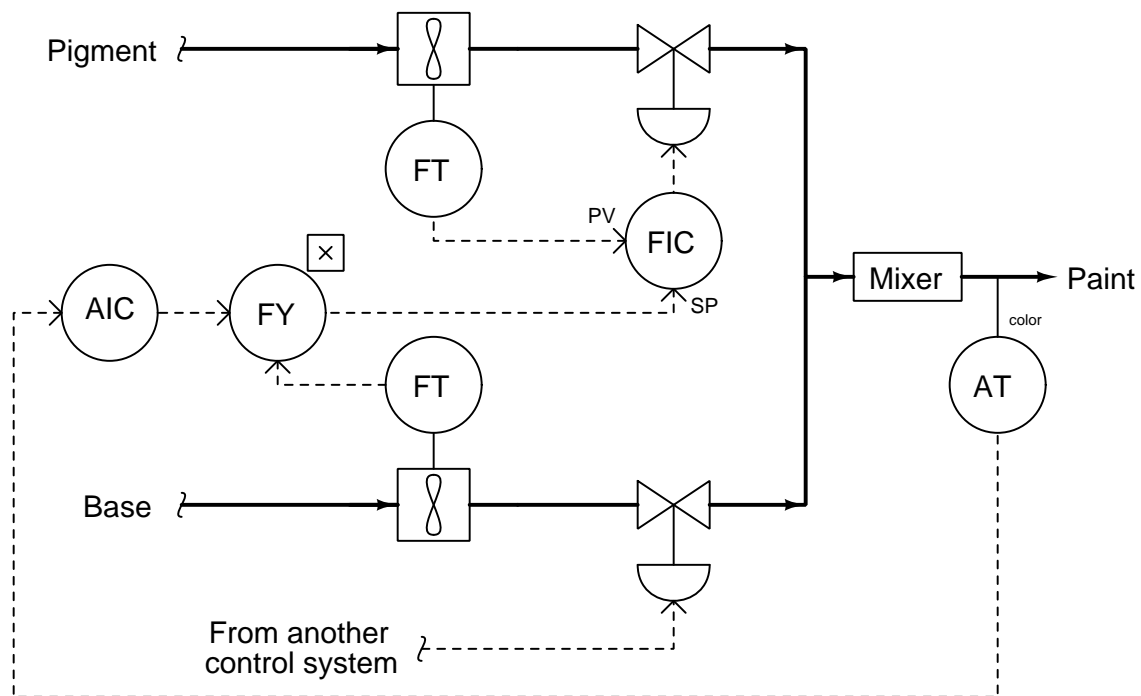 Pigment
FT
PV
FIC
×
AIC
FY
SP
Mixer
Paint
color
FT
AT
Base
From another
control system